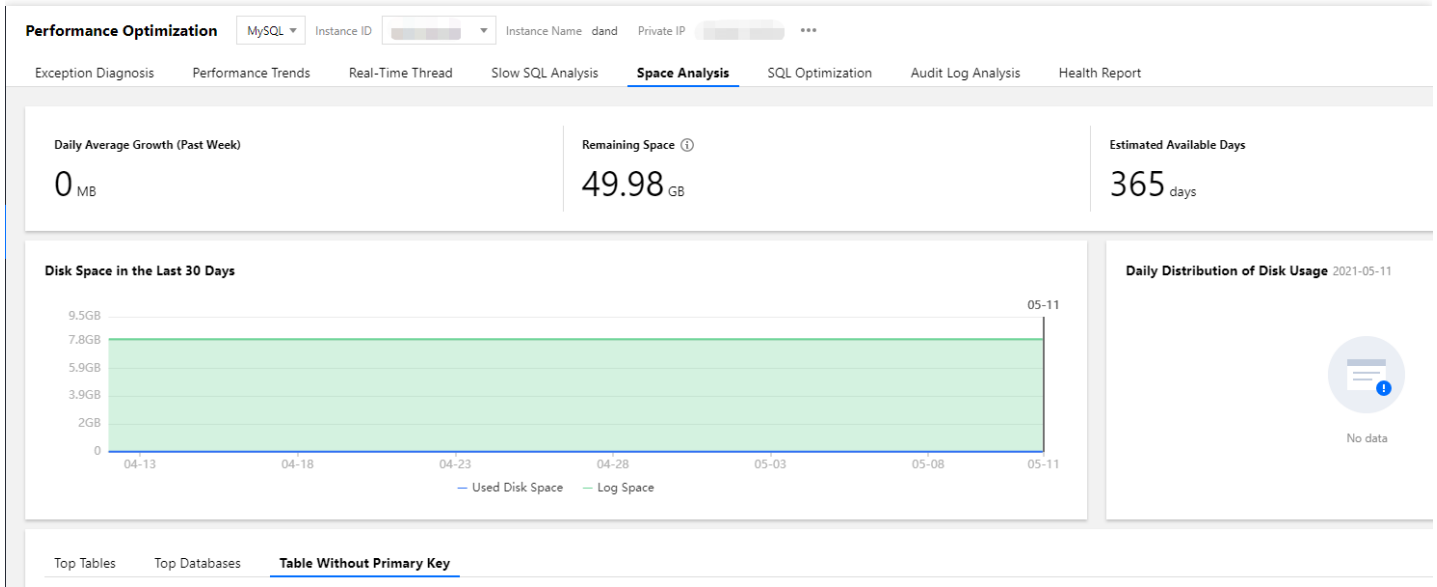 Performance Optimization MySQL Instance ID Instance Name dand Private IP •••
Exception Diagnosis Performance Trends Real-Time Thread Slow SQL Analysis Space Analysis SQL Optimization Audit Log Analysis Health Report
Daily Average Growth (Past Week) Remaining Space Estimated Available Days
0 MB 49.98 GB 365 days
Disk Space in the Last 30 Days Daily Distribution of Disk Usage 2021-05-11
05-11
9.5GB
7.8GB
5.9GB
3.9GB
2GB
0
04-13 04-18 04-23 04-28 05-03 05-08 05-11
Used Disk Space Log Space
No data
Top Tables Top Databases Table Without Primary Key